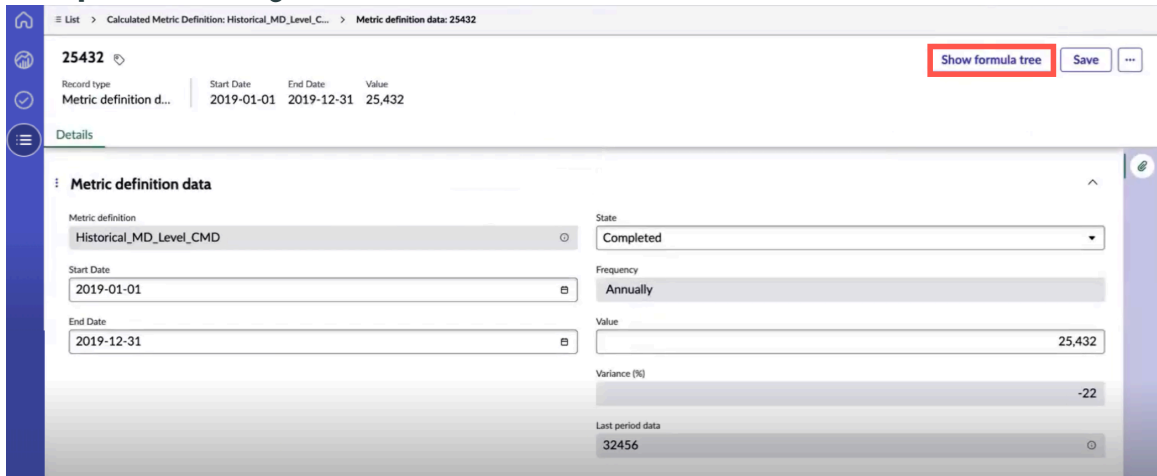 List > Calculated Metric Definition: Historical_MD_Level_C... > Metric definition data: 25432
25432
Show formula tree
Save
...
Record type
Metric definition d...
Start Date
2019-01-01
End Date
2019-12-31
Value
25,432
Details
Metric definition data
Metric definition
Historical_MD_Level_CMD
State
Completed
Start Date
2019-01-01
Frequency
Annually
End Date
2019-12-31
Value
25,432
Variance (%)
-22
Last period data
32456